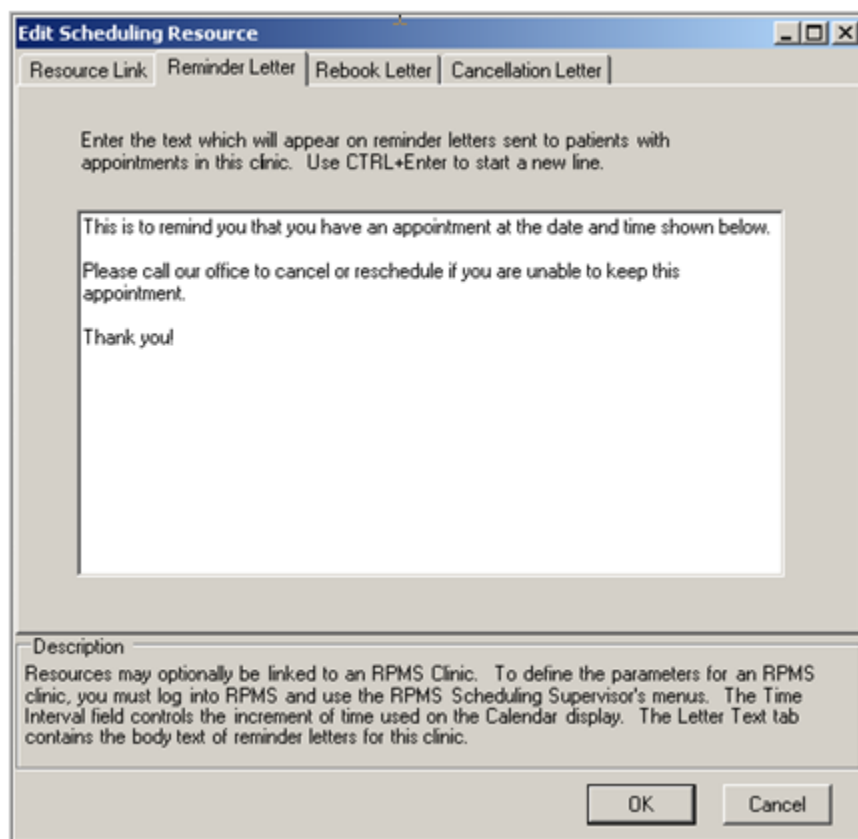 Edit Scheduling Resource
Resource Link Reminder Letter Rebook Letter Cancellation Letter
Enter the text which will appear on reminder letters sent to patients with
appointments in this clinic. Use CTRL+Enter to start a new line.
This is to remind you that you have an appointment at the date and time shown below.
Please call our office to cancel or reschedule if you are unable to keep this
appointment.
Thank you!
Description
Resources may optionally be linked to an RPMS Clinic. To define the parameters for an RPMS
clinic, you must log into RPMS and use the RPMS Scheduling Supervisor's menus. The Time
Interval field controls the increment of time used on the Calendar display. The Letter Text tab
contains the body text of reminder letters for this clinic.
OK Cancel